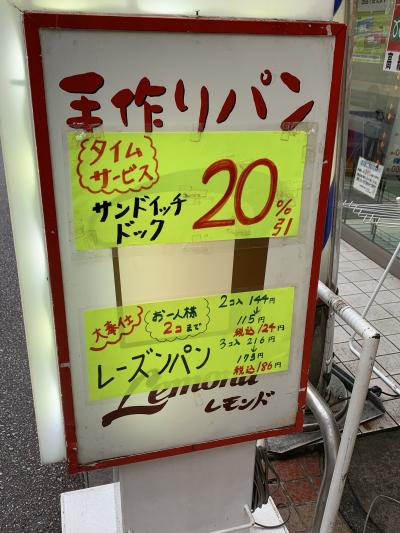 手作りパン
タイム
サービス
サンドイッチ
ドック
20%引
大奉仕
お一人様
2コまで
レーズンパン
2コ入 144円
↓
115円
税込124円
3コ入 216円
↓
173円
税込186円
Lemond
レモンド